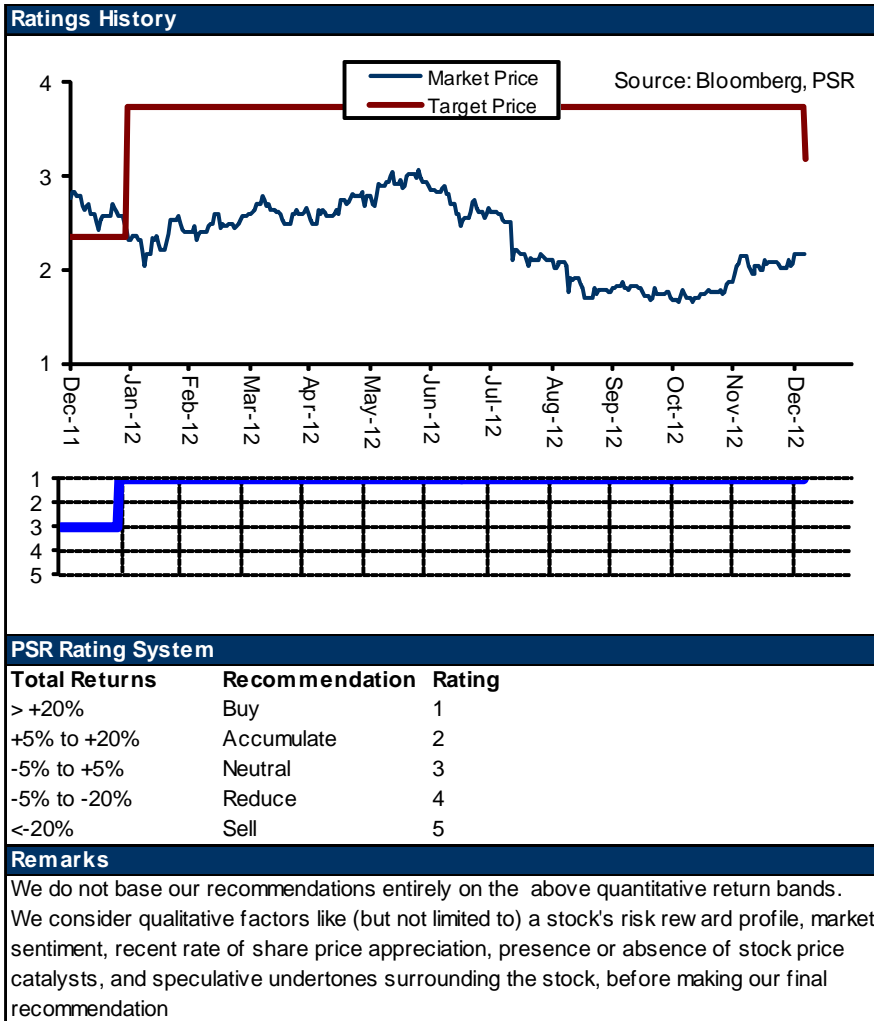 Ratings History
Market Price
Target Price
Source: Bloomberg, PSR
4
3
2
1
Dec-11
Jan-12
Feb-12
Mar-12
Apr-12
May-12
Jun-12
Jul-12
Aug-12
Sep-12
Oct-12
Nov-12
Dec-12
1
2
3
4
5
PSR Rating System
Total Returns Recommendation Rating
> +20% Buy 1
+5% to +20% Accumulate 2
-5% to +5% Neutral 3
-5% to -20% Reduce 4
<-20% Sell 5
Remarks
We do not base our recommendations entirely on the above quantitative return bands.
We consider qualitative factors like (but not limited to) a stock's risk reward profile, market
sentiment, recent rate of share price appreciation, presence or absence of stock price
catalysts, and speculative undertones surrounding the stock, before making our final
recommendation